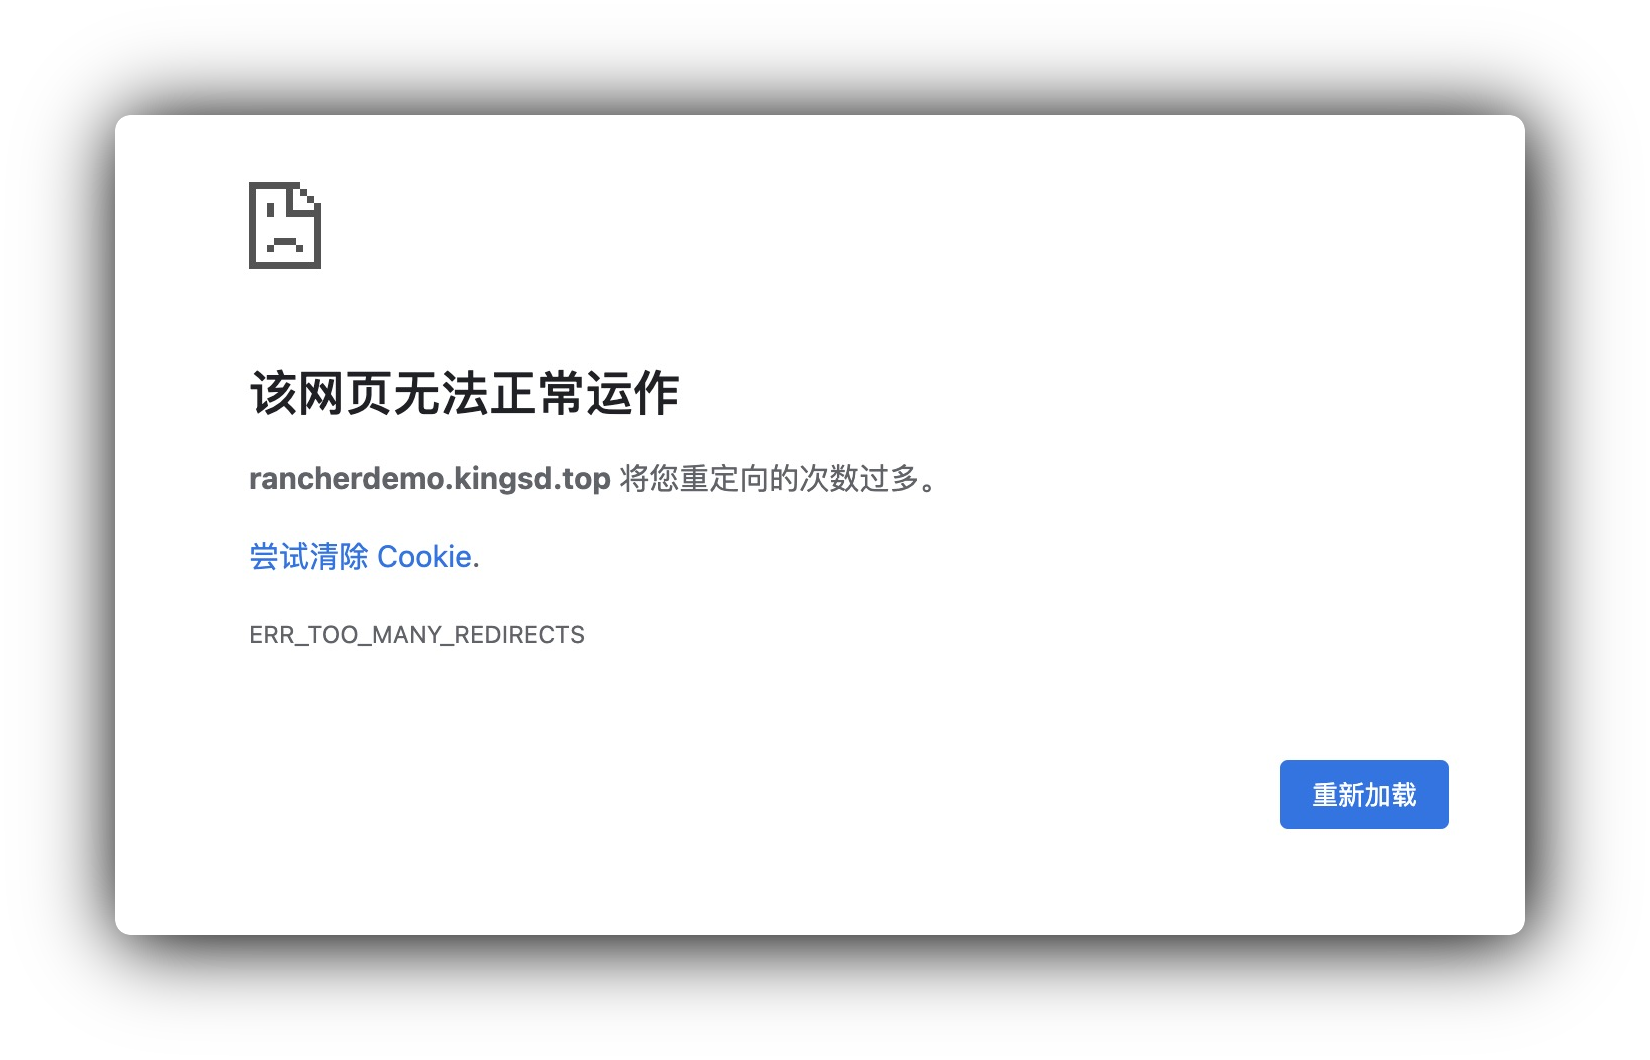 该网页无法正常运作
rancherdemo.kingsd.top 将您重定向的次数过多。
尝试清除 Cookie.
ERR_TOO_MANY_REDIRECTS
重新加载